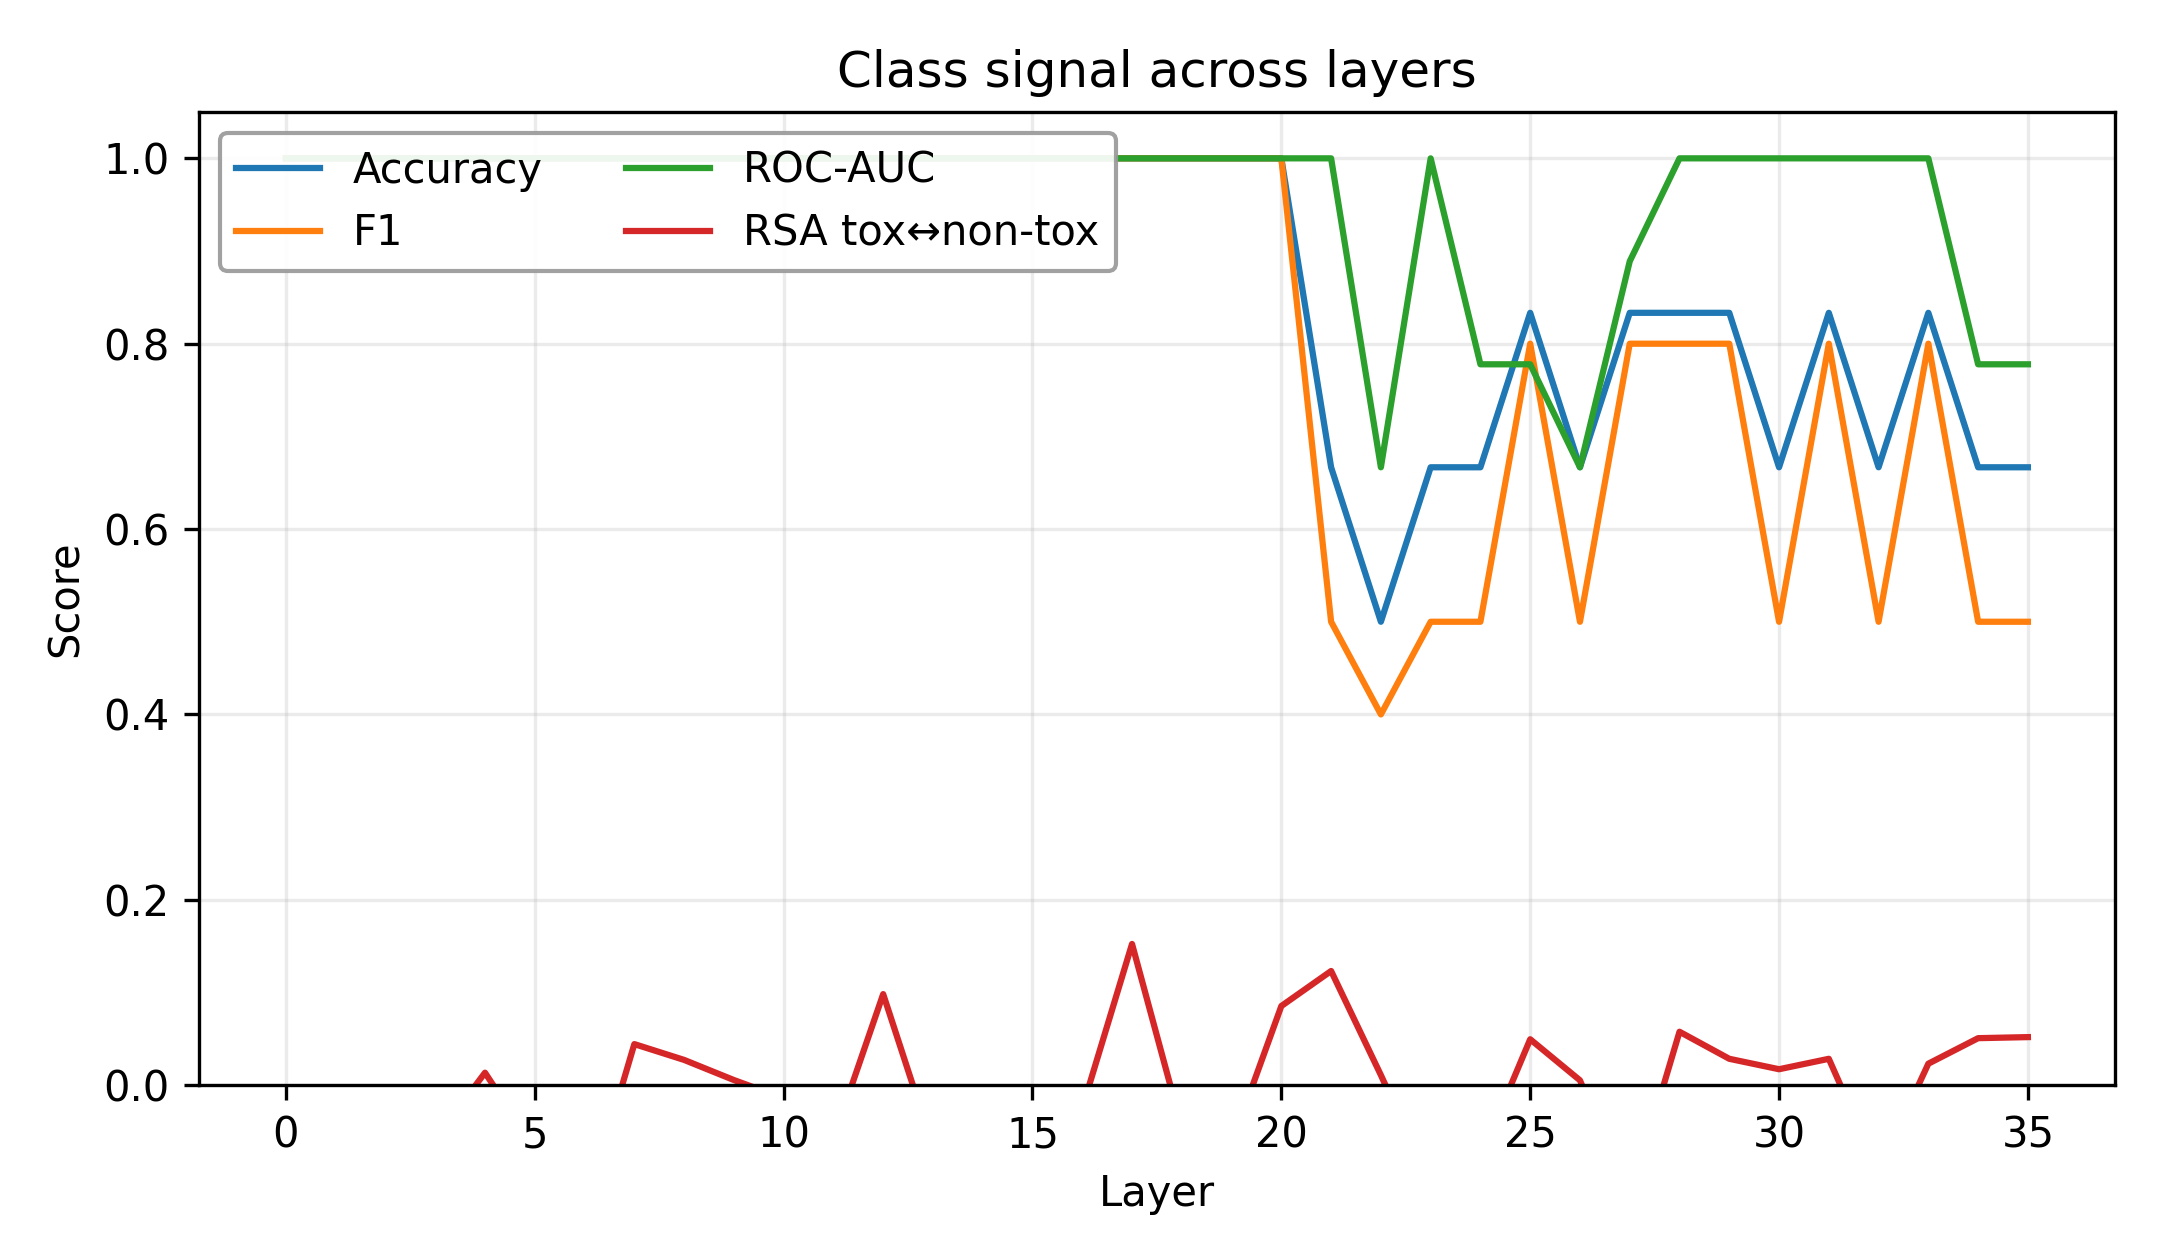 Class signal across layers
Accuracy
F1
ROC-AUC
RSA tox↔non-tox
1.0
0.8
0.6
0.4
0.2
0.0
Score
0 5 10 15 20 25 30 35
Layer